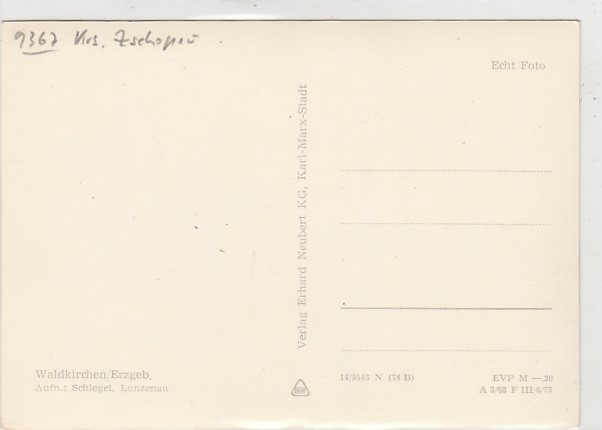 9367 Krs. Zschopau
Echt Foto
Verlag Erhard Neubert KG, Karl-Marx-Stadt
Waldkirchen/Erzgeb,
Aufn.: Schlegel, Lunzenau
14/5543 N (78 B)
EVP M —.20
A 3/68 F III/6/75